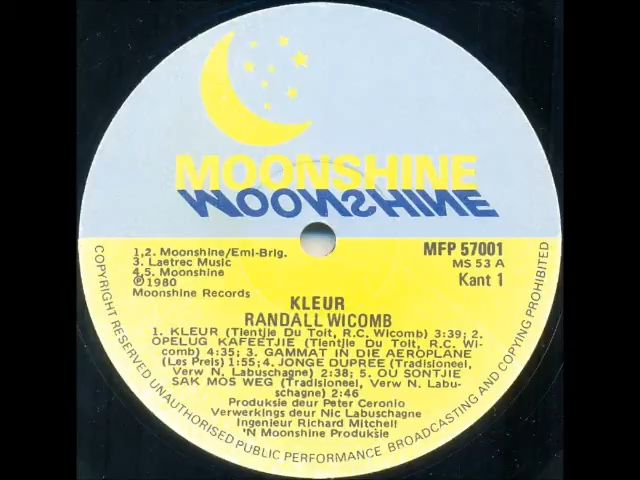 MOONSHINE
MOONSHINE
1,2. Moonshine/Emi-Brig.
3. Laetrec Music
4,5. Moonshine
Ⓟ1980
Moonshine Records
MFP 57001
MS 53 A
Kant 1
KLEUR
RANDALL WICOMB
1. KLEUR (Tientjie Du Toit, R.C. Wicomb) 3:39; 2.
OPELUG KAFEETJIE (Tientjie Du Toit, R.C. Wi-
comb) 4:35; 3. GAMMAT IN DIE AEROPLANE
(Les Preis) 1:55; 4. JONGE DUPREE (Tradisioneel,
Verw N. Labuschagne) 2:38; 5. OU SONTJIE
SAK MOS WEG (Tradisioneel, Verw N. Labu-
schagne) 2:46
Produksie deur Peter Ceronio
Verwerkings deur Nic Labuschagne
Ingenieur Richard Mitchell
'N Moonshine Produksie
COPYRIGHT RESERVED UNAUTHORISED PUBLIC PERFORMANCE BROADCASTING AND COPYING PROHIBITED